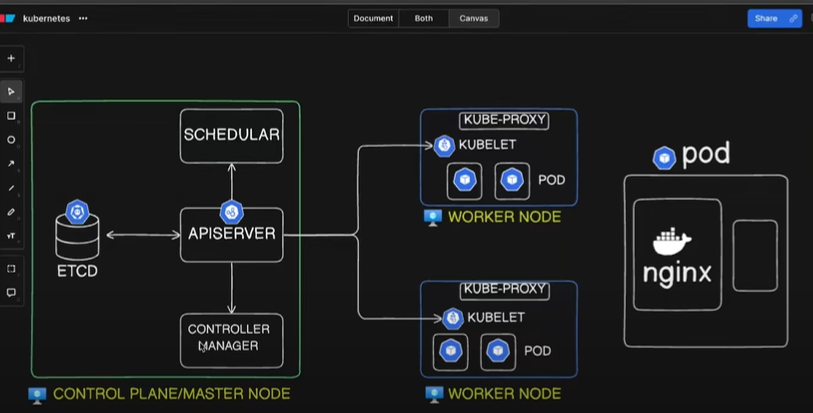 kubernetes
Document
Both
Canvas
Share
SCHEDULAR
APISERVER
ETCD
CONTROLLER
MANAGER
CONTROL PLANE/MASTER NODE
KUBE-PROXY
KUBELET
POD
WORKER NODE
KUBE-PROXY
KUBELET
POD
WORKER NODE
pod
nginx